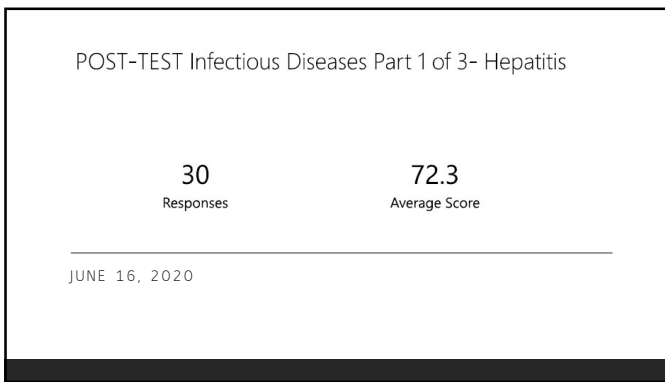 POST-TEST Infectious Diseases Part 1 of 3- Hepatitis
30
Responses
72.3
Average Score
JUNE 16, 2020